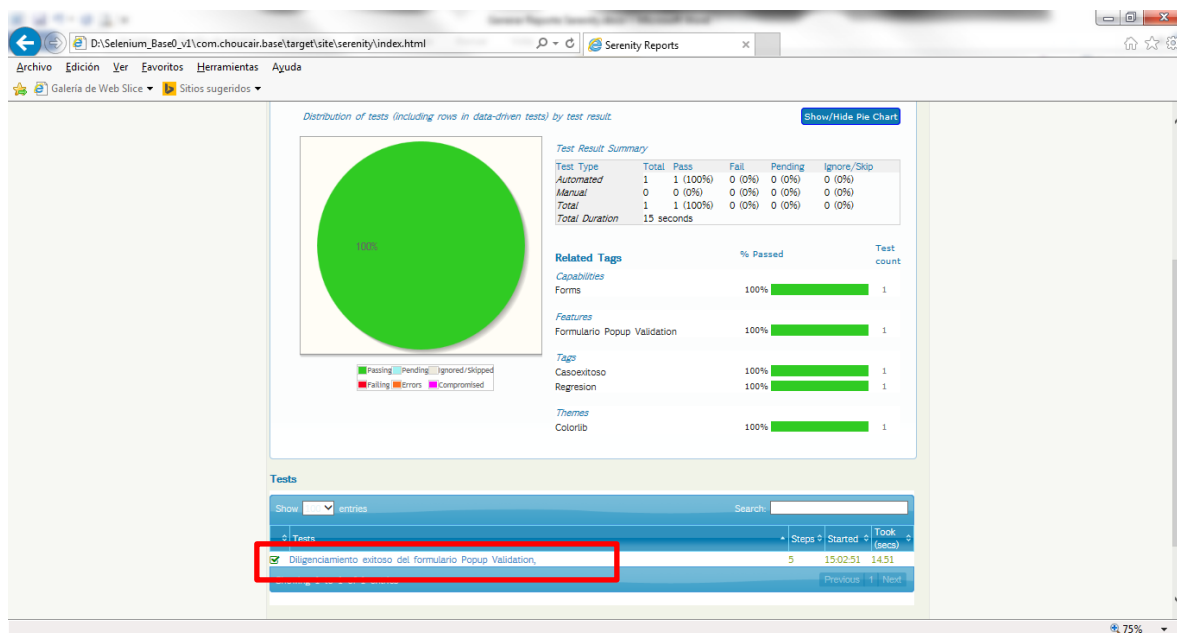 D:\Selenium_Base0_v1\com.choucair.base\target\site\serenity\index.html Serenity Reports
Archivo Edición Ver Favoritos Herramientas Ayuda
Galería de Web Slice Sitios sugeridos
Distribution of tests (including rows in data-driven tests) by test result. Show/Hide Pie Chart
100%
Passing Pending Ignored/Skipped
Failing Errors Compromised
Test Result Summary
Test Type Total Pass Fail Pending Ignore/Skip
Automated 1 1 (100%) 0 (0%) 0 (0%) 0 (0%)
Manual 0 0 (0%) 0 (0%) 0 (0%) 0 (0%)
Total 1 1 (100%) 0 (0%) 0 (0%) 0 (0%)
Total Duration 15 seconds
Related Tags % Passed Test count
Capabilities
Forms 100% 1
Features
Formulario Popup Validation 100% 1
Tags
Casoexitoso 100% 1
Regresion 100% 1
Themes
Colorlib 100% 1
Tests
Show entries Search:
Tests Steps Started Took (secs)
Diligenciamiento exitoso del formulario Popup Validation, 5 15:02:51 14.51
Previous 1 Next
75%